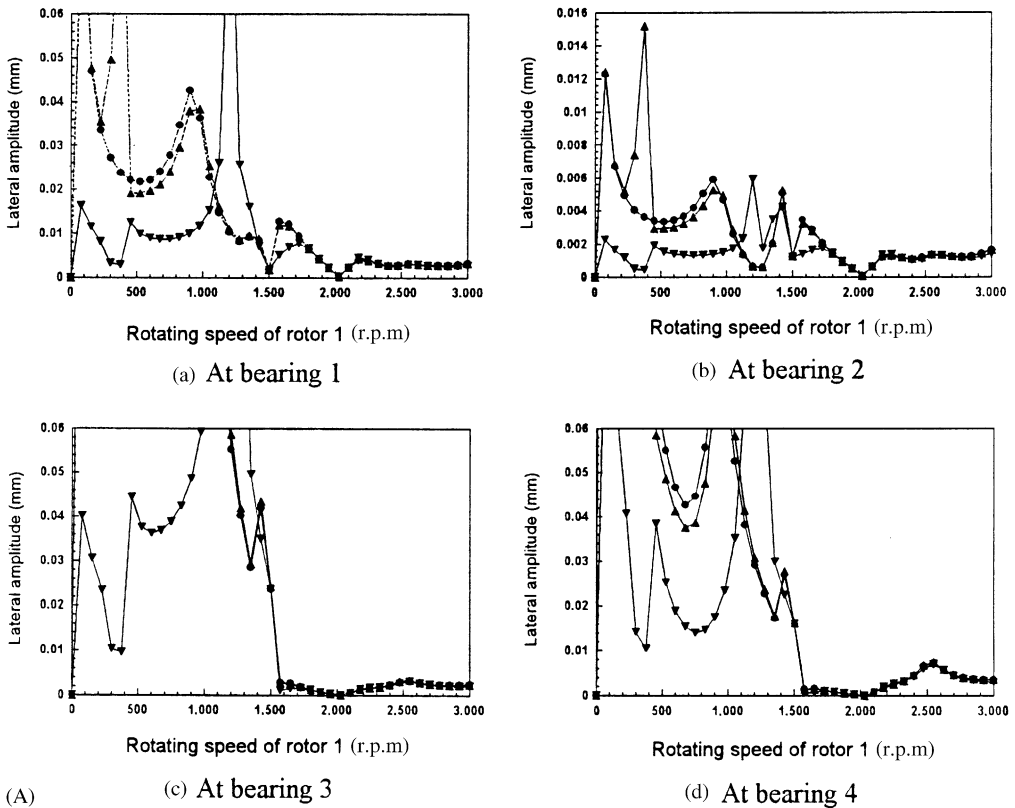 Lateral amplitude (mm)
0.06
0.05
0.04
0.03
0.02
0.01
0
0 500 1.000 1.500 2.000 2.500 3.000
Rotating speed of rotor 1 (r.p.m)
(a) At bearing 1
Lateral amplitude (mm)
0.016
0.014
0.012
0.010
0.008
0.006
0.004
0.002
0.000
0 500 1.000 1.500 2.000 2.500 3.000
Rotating speed of rotor 1 (r.p.m)
(b) At bearing 2
Lateral amplitude (mm)
0.06
0.05
0.04
0.03
0.02
0.01
0
0 500 1.000 1.500 2.000 2.500 3.000
Rotating speed of rotor 1 (r.p.m)
(c) At bearing 3
Lateral amplitude (mm)
0.06
0.05
0.04
0.03
0.02
0.01
0
0 500 1.000 1.500 2.000 2.500 3.000
Rotating speed of rotor 1 (r.p.m)
(d) At bearing 4
(A)